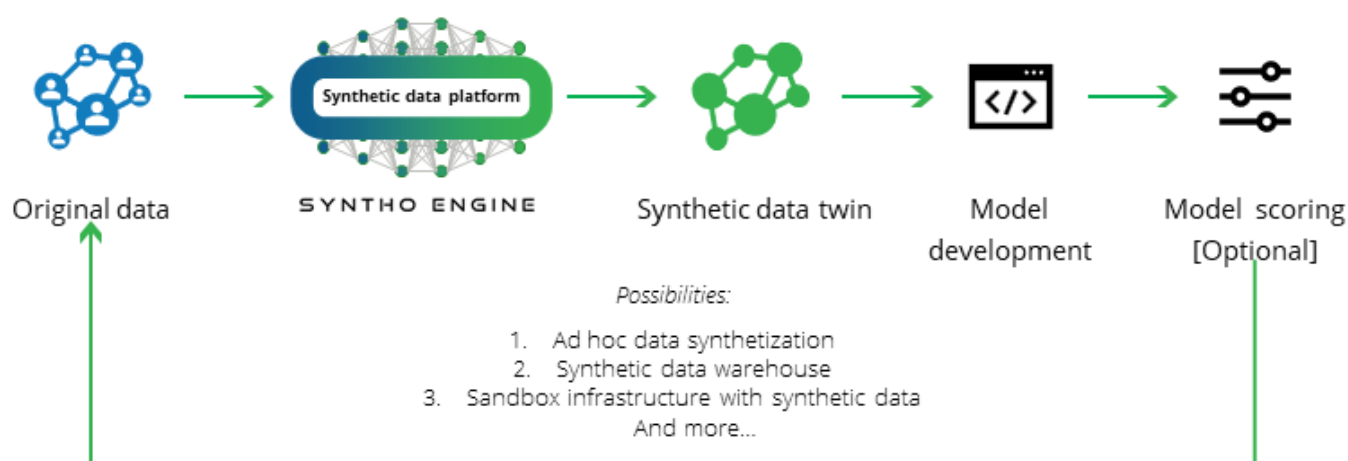 Synthetic data platform
</>
Original data
SYNTHO ENGINE
Synthetic data twin
Model
development
Model scoring
[Optional]
Possibilities:
1. Ad hoc data synthetization
2. Synthetic data warehouse
3. Sandbox infrastructure with synthetic data
And more...